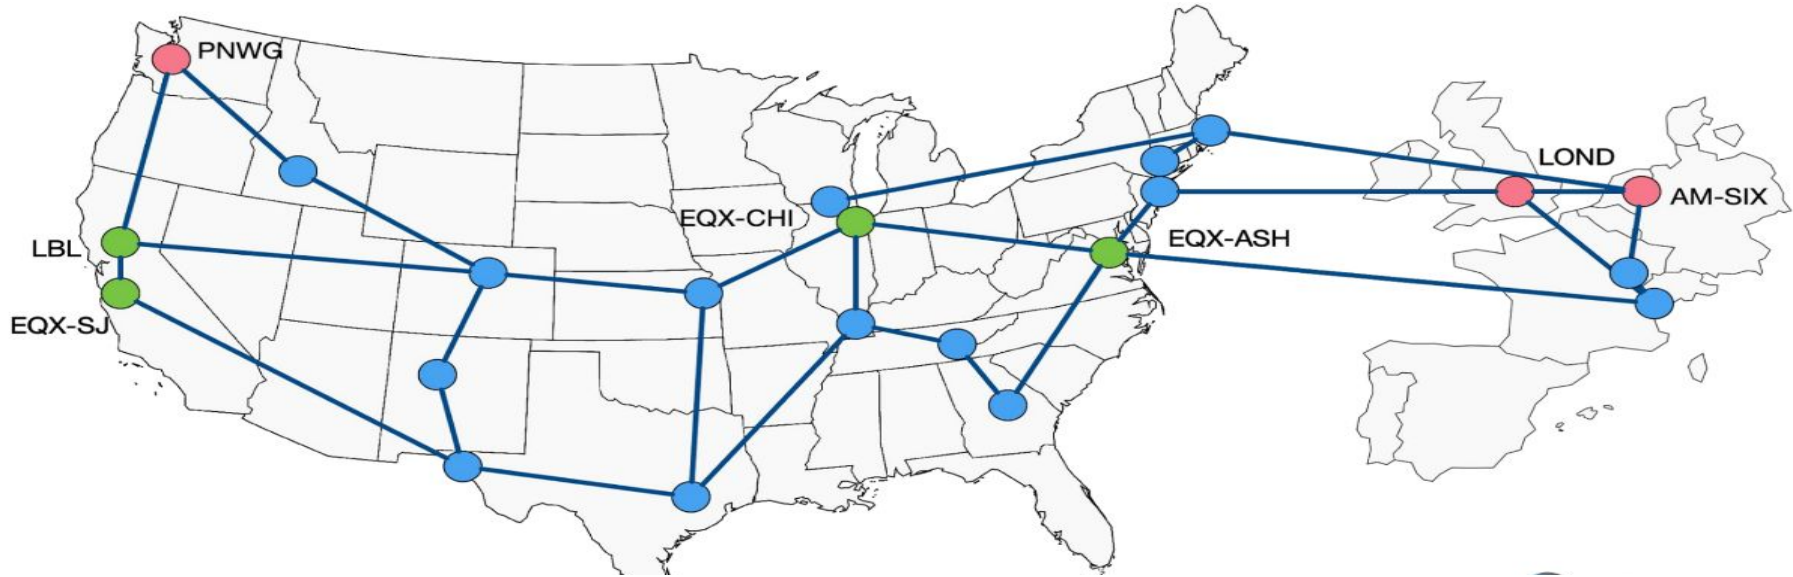 PNWG
LOND
AM-SIX
EQX-CHI
EQX-ASH
LBL
EQX-SJ